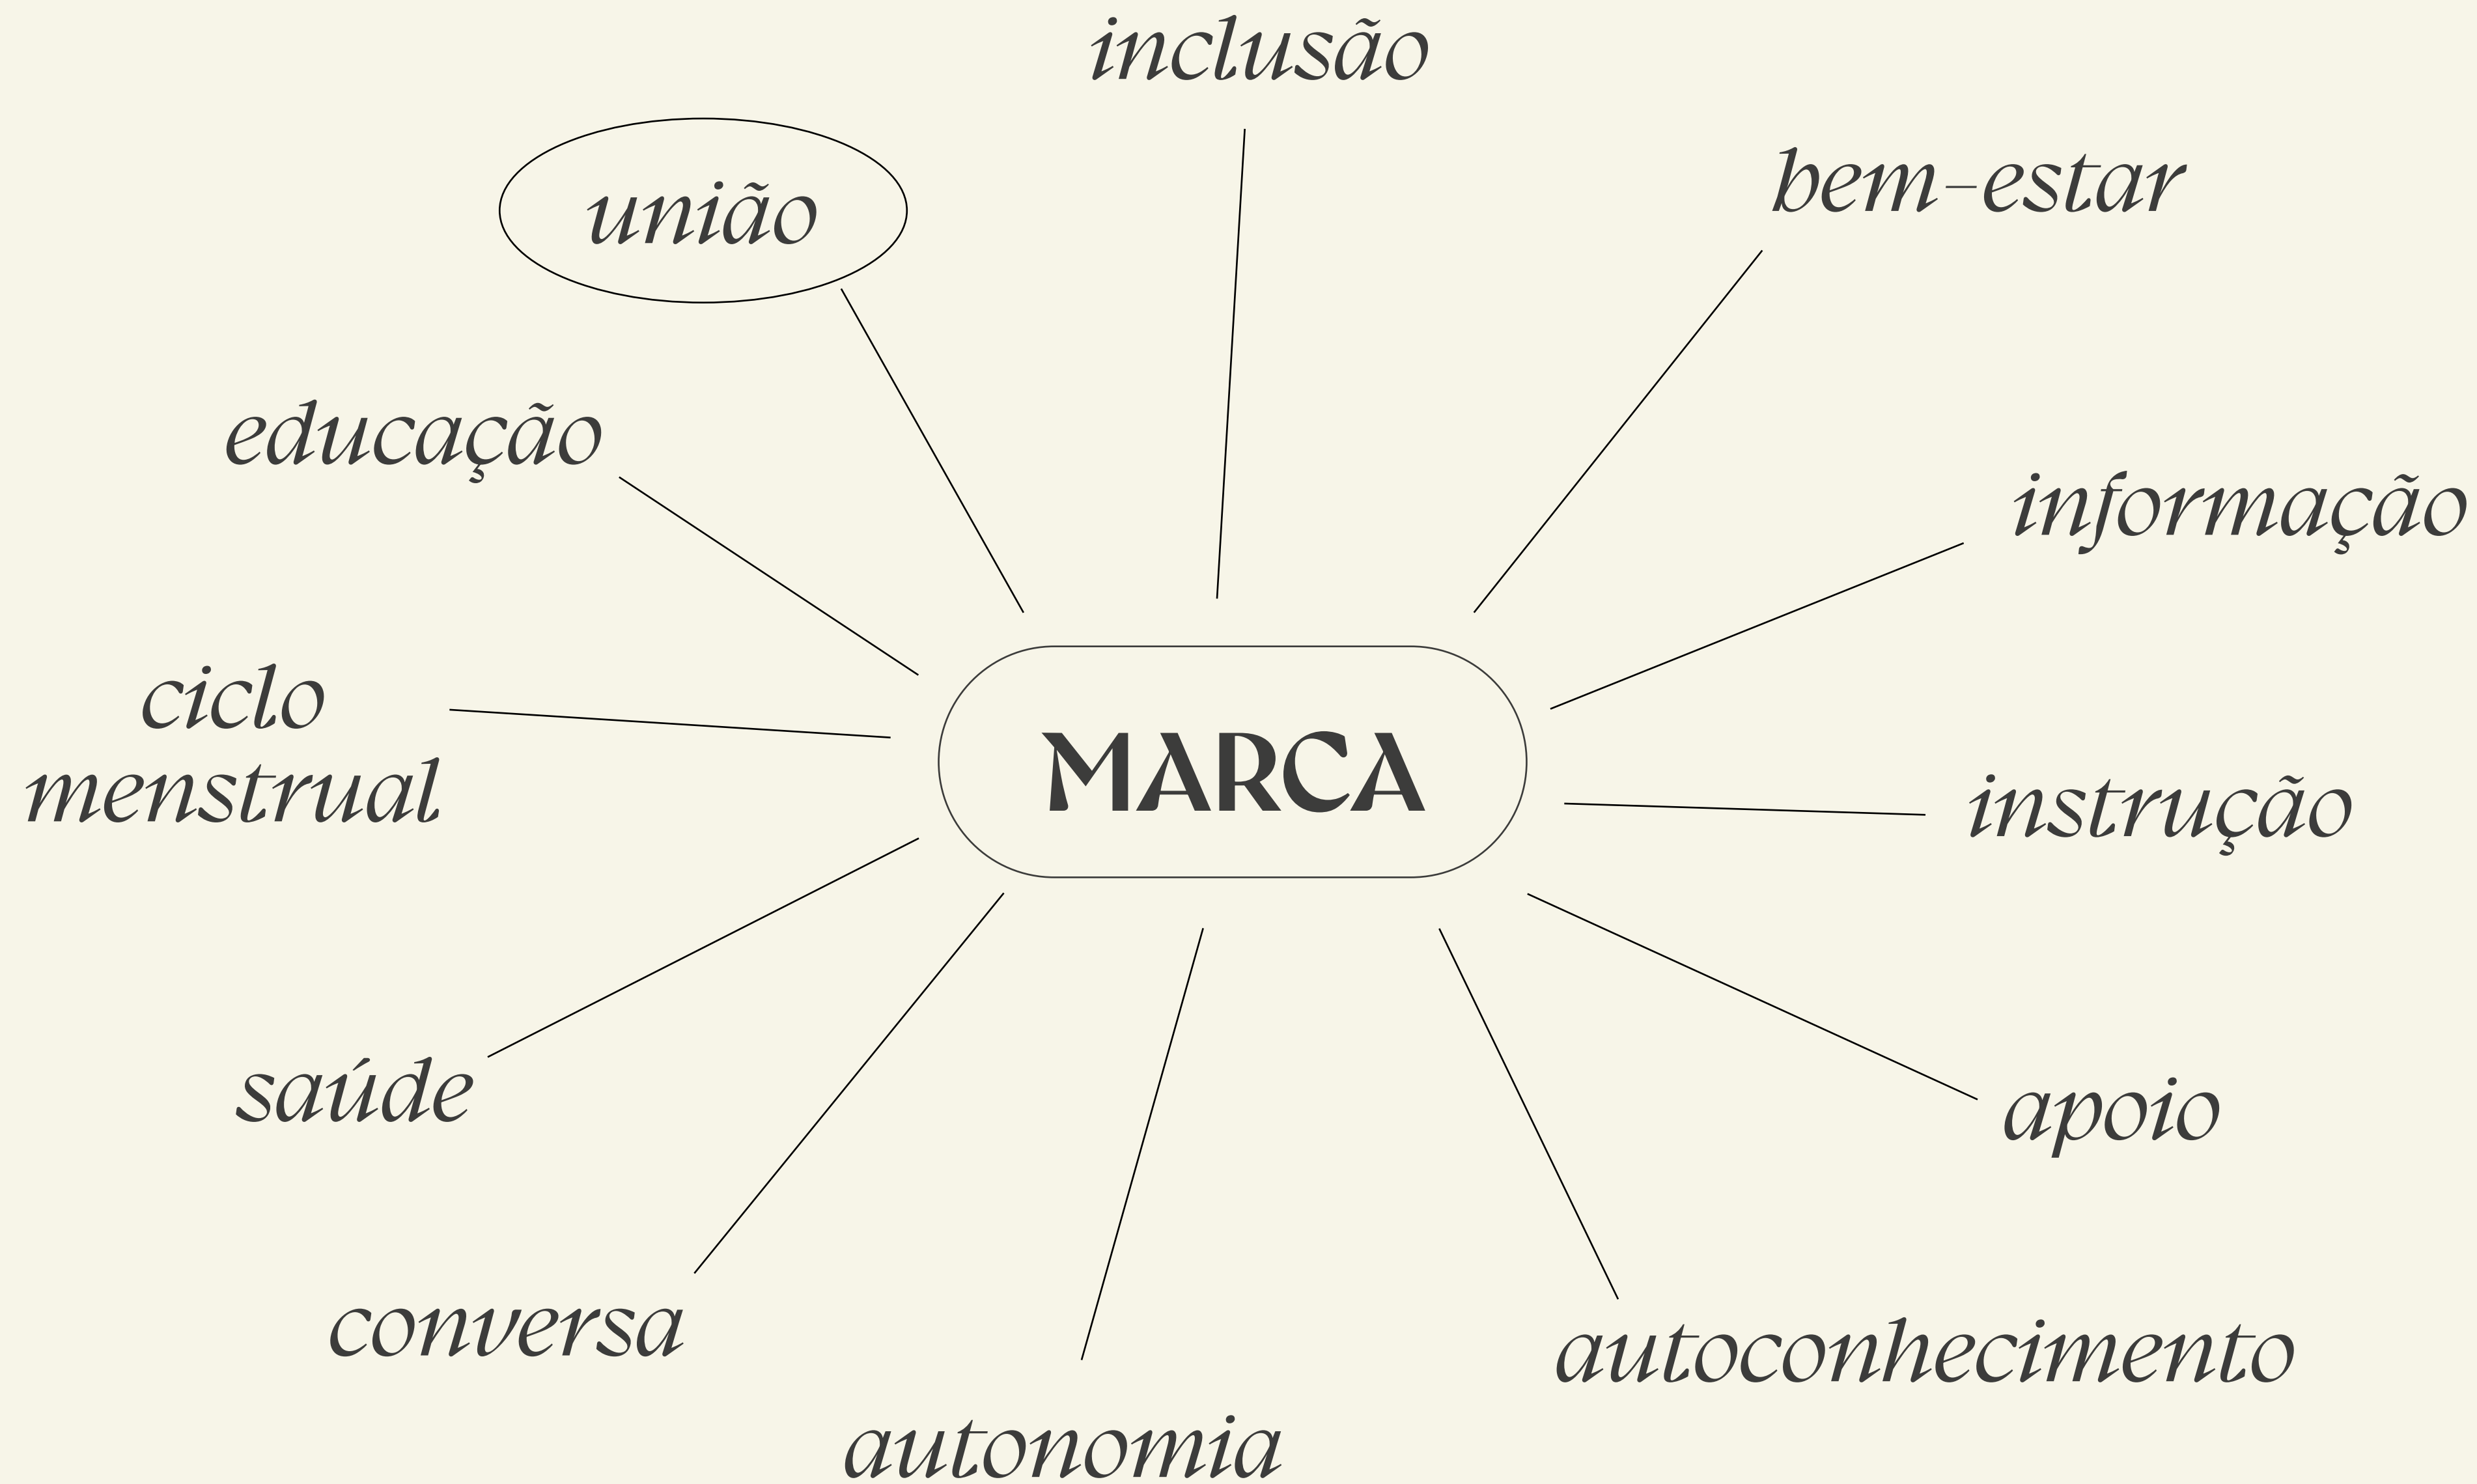 inclusão
união
bem-estar
educação
informação
ciclo
menstrual
MARCA
instrução
saúde
apoio
conversa
autoconhecimento
autonomia